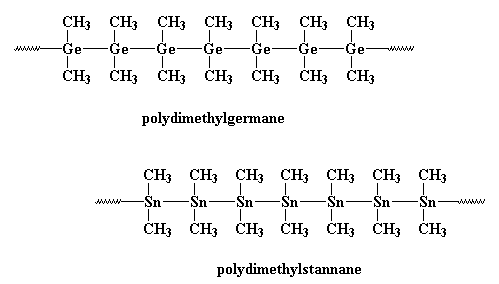 CH3 CH3 CH3 CH3 CH3 CH3 CH3
Ge Ge Ge Ge Ge Ge Ge
CH3 CH3 CH3 CH3 CH3 CH3 CH3
polydimethylgermane
CH3 CH3 CH3 CH3 CH3 CH3 CH3
Sn Sn Sn Sn Sn Sn Sn
CH3 CH3 CH3 CH3 CH3 CH3 CH3
polydimethylstannane